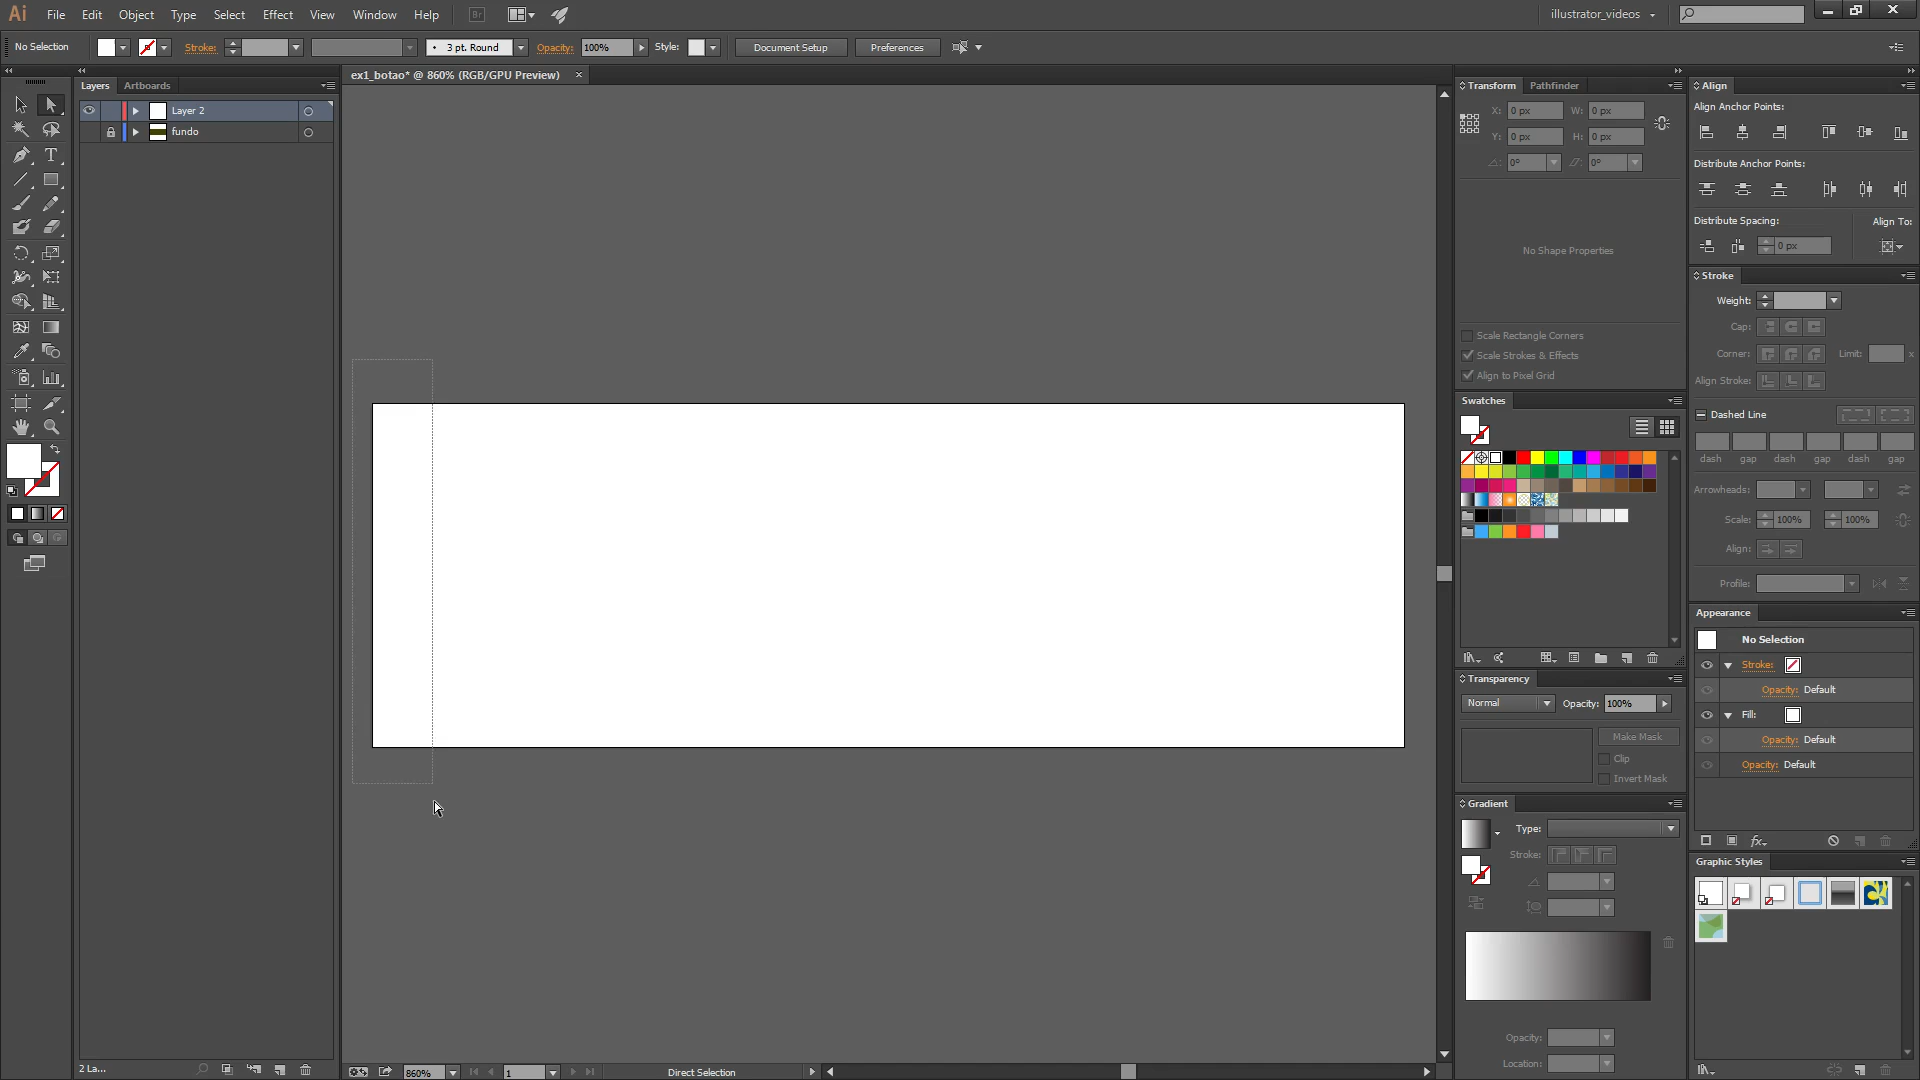 Ai File Edit Object Type Select Effect View Window Help Br illustrator_videos
No Selection Stroke: 3 pt. Round Opacity: 100% Style: Document Setup Preferences
Layers Artboards
ex1_botao* @ 860% (RGB/GPU Preview)
Layer 2
fundo
Transform Pathfinder
X: 0 px W: 0 px
Y: 0 px H: 0 px
0° 0°
No Shape Properties
Scale Rectangle Corners
Scale Strokes & Effects
Align to Pixel Grid
Swatches
Transparency
Normal Opacity: 100%
Make Mask
Clip
Invert Mask
Gradient
Type:
Stroke:
Opacity:
Location:
Align
Align Anchor Points:
Distribute Anchor Points:
Distribute Spacing: Align To:
0 px
Stroke
Weight:
Cap:
Corner: Limit: x
Align Stroke:
Dashed Line
dash gap dash gap dash gap
Arrowheads:
Scale: 100% 100%
Align:
Profile:
Appearance
No Selection
Stroke:
Opacity: Default
Fill:
Opacity: Default
Opacity: Default
fx
Graphic Styles
2 La...
860% 1 Direct Selection